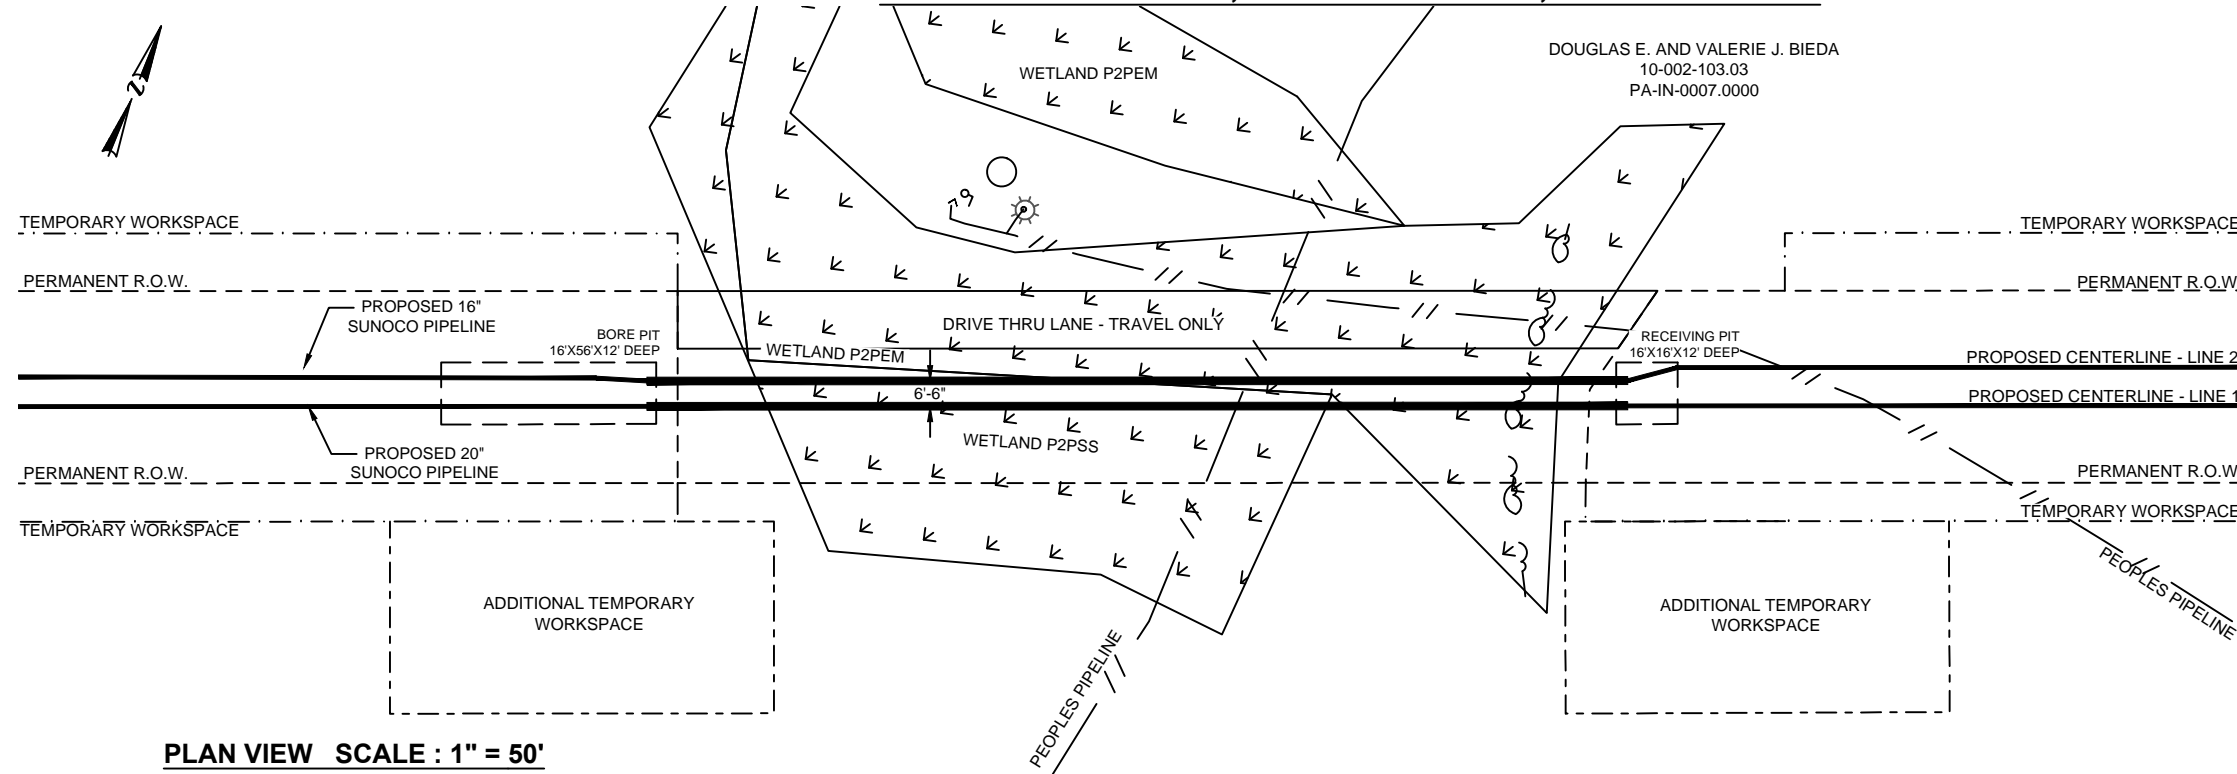 DOUGLAS E. AND VALERIE J. BIEDA
10-002-103.03
PA-IN-0007.0000
WETLAND P2PEM
N
79
TEMPORARY WORKSPACE
TEMPORARY WORKSPACE
PERMANENT R.O.W.
PERMANENT R.O.W.
PROPOSED 16"
SUNOCO PIPELINE
BORE PIT
16'X56'X12' DEEP
DRIVE THRU LANE - TRAVEL ONLY
WETLAND P2PEM
RECEIVING PIT
16'X16'X12' DEEP
PROPOSED CENTERLINE - LINE 2
6'-6"
PROPOSED CENTERLINE - LINE 1
WETLAND P2PSS
PROPOSED 20"
SUNOCO PIPELINE
PERMANENT R.O.W.
PERMANENT R.O.W.
TEMPORARY WORKSPACE
TEMPORARY WORKSPACE
ADDITIONAL TEMPORARY
WORKSPACE
ADDITIONAL TEMPORARY
WORKSPACE
PEOPLES PIPELINE
PEOPLES PIPELINE
PLAN VIEW SCALE : 1" = 50'